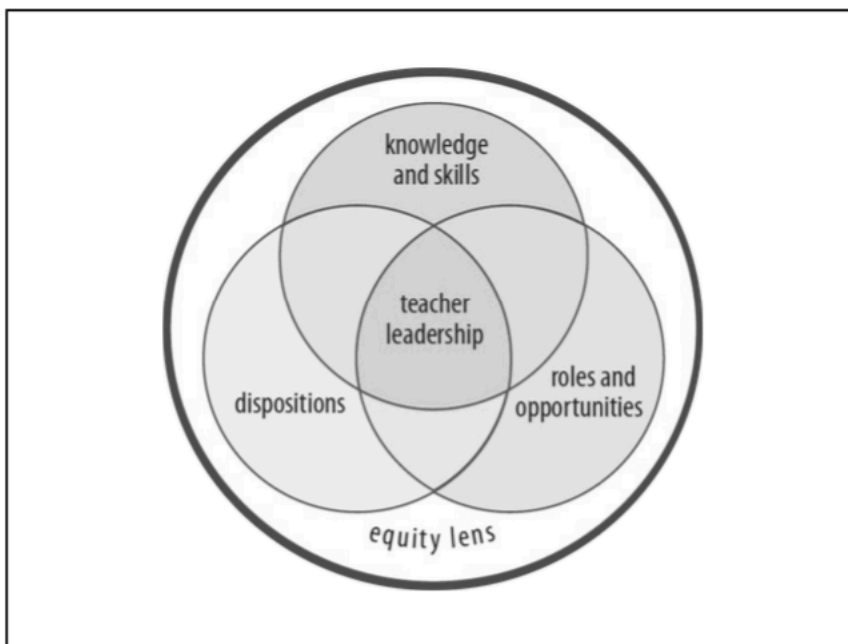 knowledge
and skills
teacher
leadership
dispositions
roles and
opportunities
equity lens